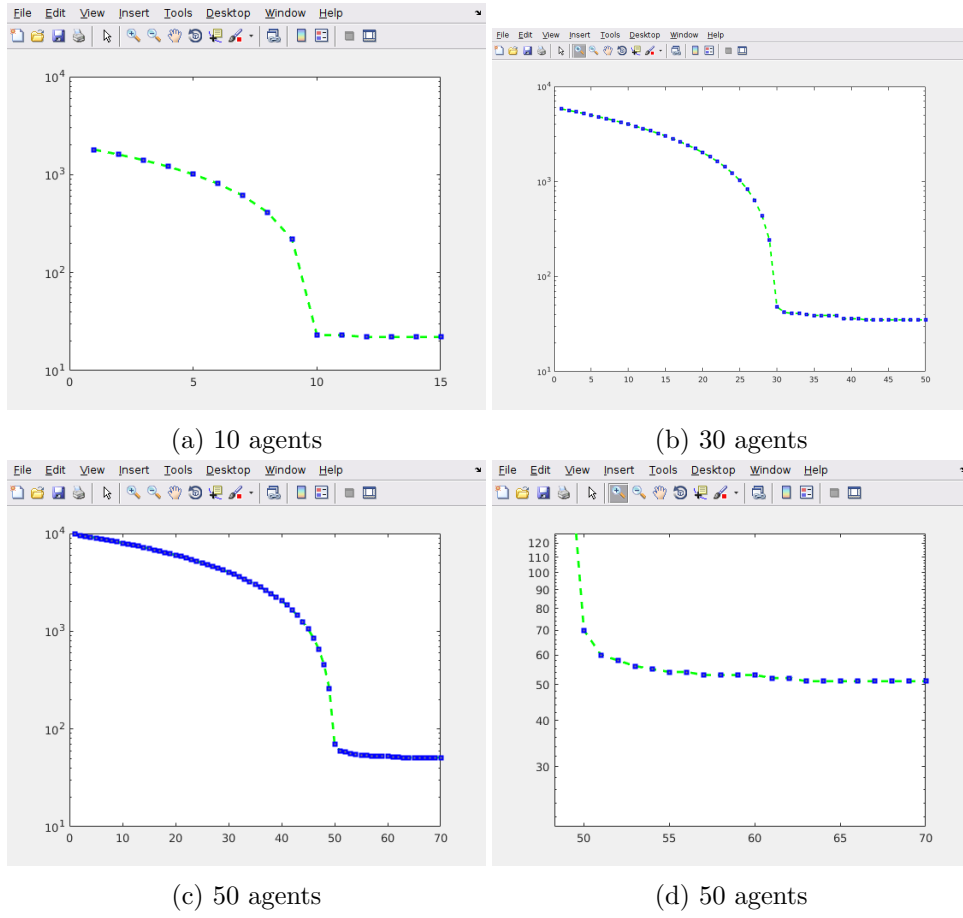 File Edit View Insert Tools Desktop Window Help
10^4
10^3
10^2
10^1
0 5 10 15
(a) 10 agents
File Edit View Insert Tools Desktop Window Help
10^4
10^3
10^2
10^1
0 5 10 15 20 25 30 35 40 45 50
(b) 30 agents
File Edit View Insert Tools Desktop Window Help
10^4
10^3
10^2
10^1
0 10 20 30 40 50 60 70
(c) 50 agents
File Edit View Insert Tools Desktop Window Help
120
110
100
90
80
70
60
50
40
30
50 55 60 65 70
(d) 50 agents